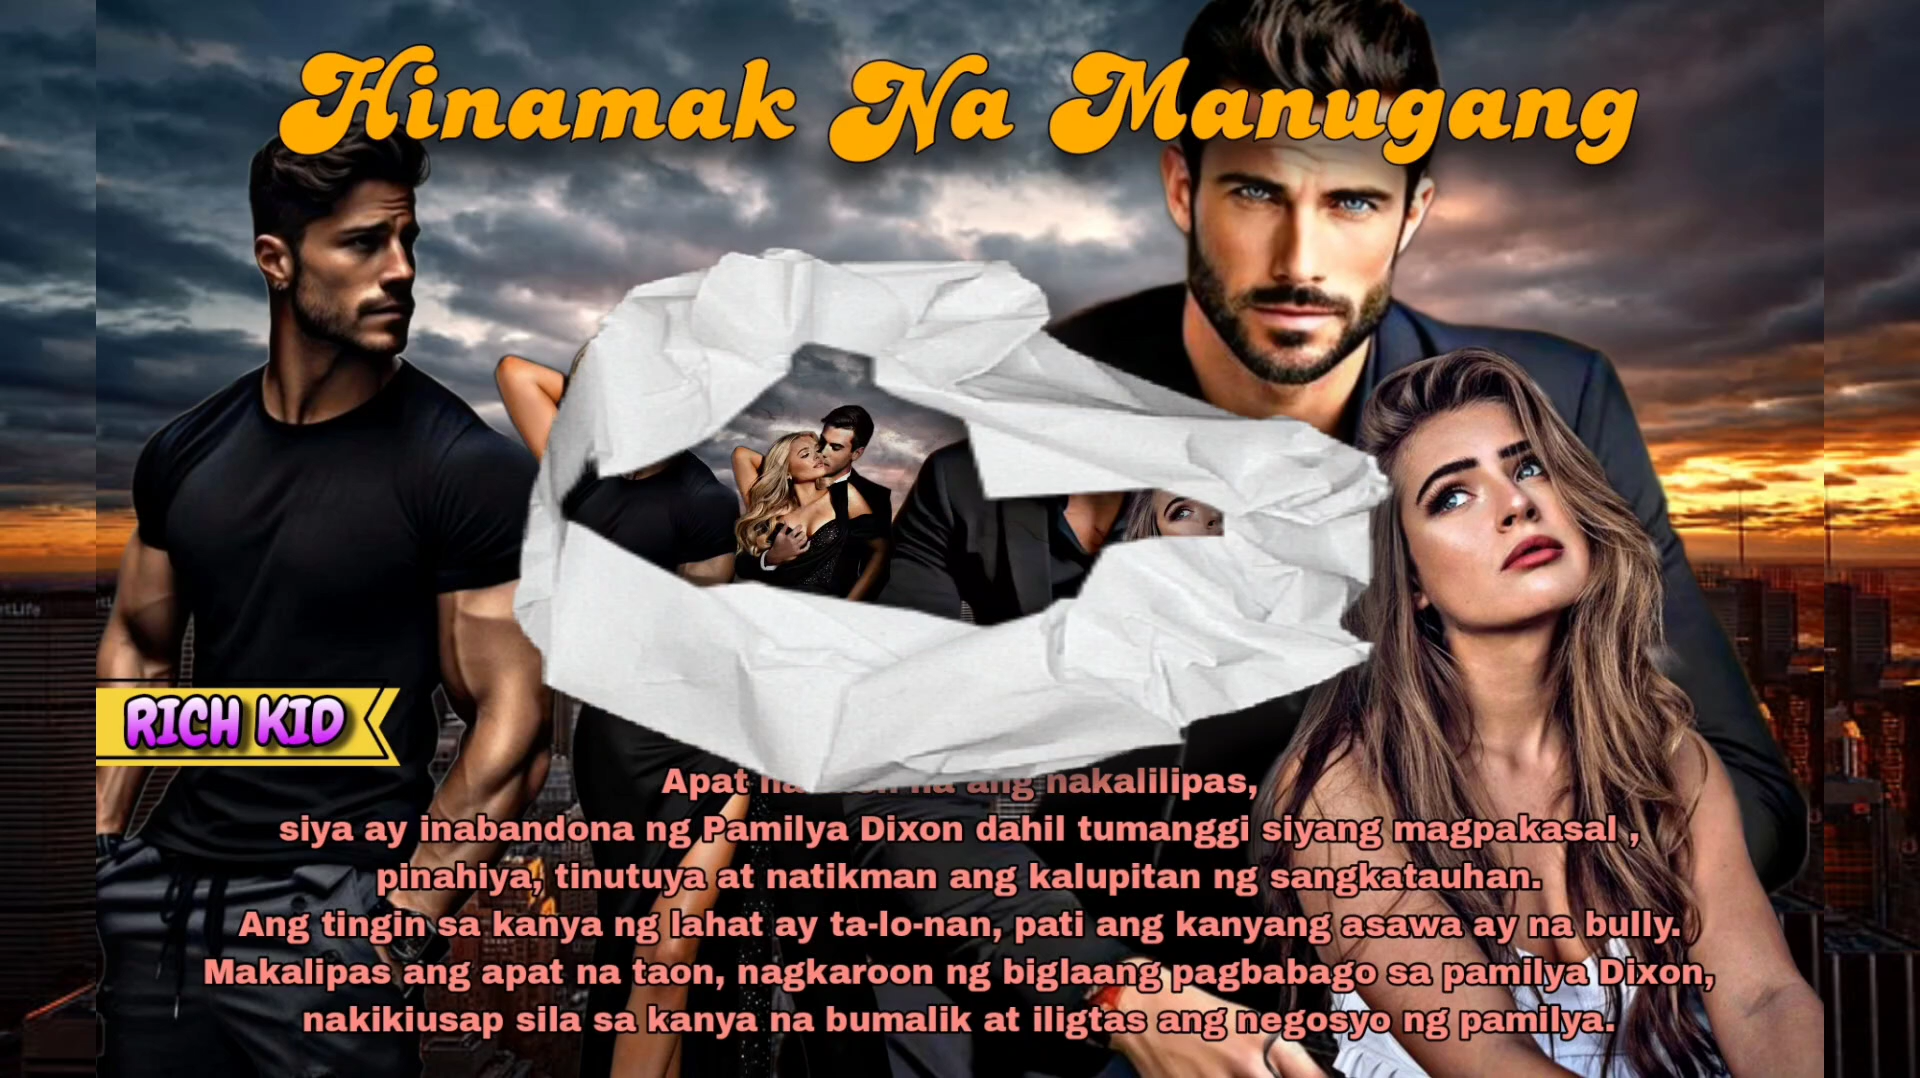 Hinamak Na Manugang
RICH KID
Apat na ang nakalilipas,
siya ay inabandona ng Pamilya Dixon dahil tumanggi siyang magpakasal ,
pinahiya, tinutuya at natikman ang kalupitan ng sangkatauhan.
Ang tingin sa kanya ng lahat ay ta-lo-nan, pati ang kanyang asawa ay na bully.
Makalipas ang apat na taon, nagkaroon ng biglaang pagbabago sa pamilya Dixon,
nakikiusap sila sa kanya na bumalik at iligtas ang negosyo ng pamilya.